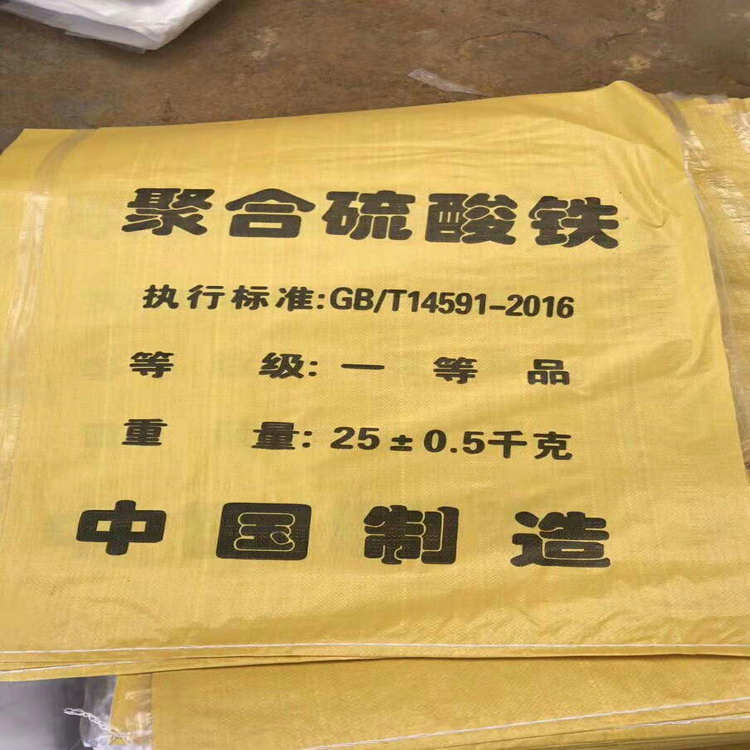 聚合硫酸铁
执行标准:GB/T14591-2016
等级:一等品
重量:25±0.5千克
中国制造